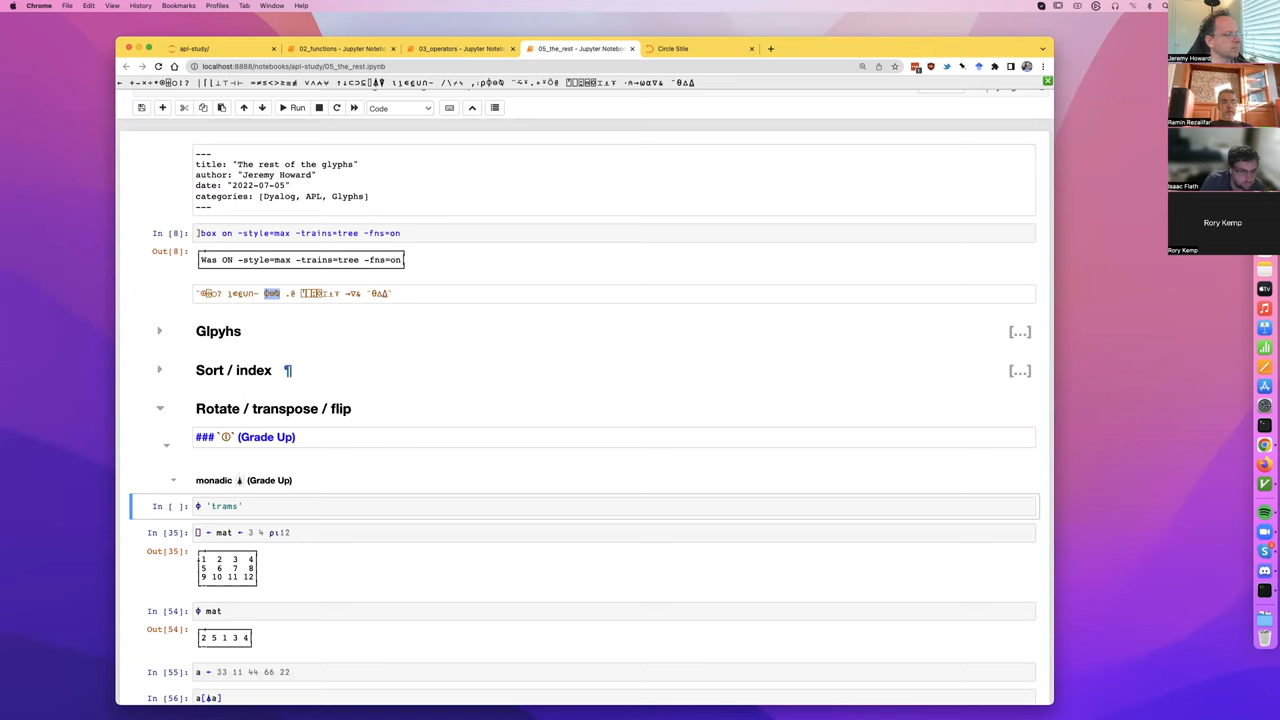 Chrome File Edit View History Bookmarks Profiles Tab Window Help
apl-study/ 02_functions - Jupyter Notebo 03_operators - Jupyter Notebo 05_the_rest - Jupyter Notebo Circle Stile
localhost:8888/notebooks/apl-study/05_the_rest.ipynb
Run Code
---
title: "The rest of the glyphs"
author: "Jeremy Howard"
date: "2022-07-05"
categories: [Dyalog, APL, Glyphs]
---
In [8]: ]box on -style=max -trains=tree -fns=on
Out[8]: Was ON -style=max -trains=tree -fns=on
Glpyhs [...]
Sort / index ¶ [...]
Rotate / transpose / flip
### `⦶` (Grade Up)
monadic ⍋ (Grade Up)
In [ ]: ⌽ 'trams'
In [35]: ⎕ ← mat ← 3 4 ⍴⍳12
Out[35]: 1 2 3 4
5 6 7 8
9 10 11 12
In [54]: ⌽ mat
Out[54]: 2 5 1 3 4
In [55]: a ← 33 11 44 66 22
In [56]: a[⍋a]
Jeremy Howard
Ramin Rezaiifar
Isaac Flath
Rory Kemp
Rory Kemp